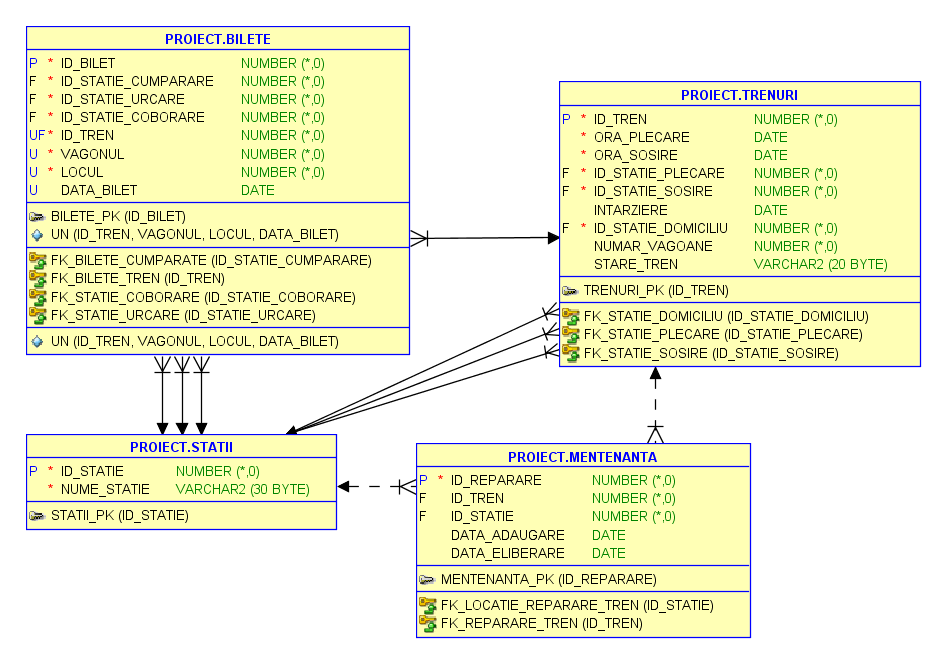 PROIECT.BILETE
P * ID_BILET NUMBER (*,0)
F * ID_STATIE_CUMPARARE NUMBER (*,0)
F * ID_STATIE_URCARE NUMBER (*,0)
F * ID_STATIE_COBORARE NUMBER (*,0)
UF * ID_TREN NUMBER (*,0)
U * VAGONUL NUMBER (*,0)
U * LOCUL NUMBER (*,0)
U DATA_BILET DATE
BILETE_PK (ID_BILET)
UN (ID_TREN, VAGONUL, LOCUL, DATA_BILET)
FK_BILETE_CUMPARATE (ID_STATIE_CUMPARARE)
FK_BILETE_TREN (ID_TREN)
FK_STATIE_COBORARE (ID_STATIE_COBORARE)
FK_STATIE_URCARE (ID_STATIE_URCARE)
UN (ID_TREN, VAGONUL, LOCUL, DATA_BILET)
PROIECT.TRENURI
P * ID_TREN NUMBER (*,0)
* ORA_PLECARE DATE
* ORA_SOSIRE DATE
F * ID_STATIE_PLECARE NUMBER (*,0)
F * ID_STATIE_SOSIRE NUMBER (*,0)
INTARZIERE DATE
F * ID_STATIE_DOMICILIU NUMBER (*,0)
NUMAR_VAGOANE NUMBER (*,0)
STARE_TREN VARCHAR2 (20 BYTE)
TRENURI_PK (ID_TREN)
FK_STATIE_DOMICILIU (ID_STATIE_DOMICILIU)
FK_STATIE_PLECARE (ID_STATIE_PLECARE)
FK_STATIE_SOSIRE (ID_STATIE_SOSIRE)
PROIECT.STATII
P * ID_STATIE NUMBER (*,0)
* NUME_STATIE VARCHAR2 (30 BYTE)
STATII_PK (ID_STATIE)
PROIECT.MENTENANTA
P * ID_REPARARE NUMBER (*,0)
F ID_TREN NUMBER (*,0)
F ID_STATIE NUMBER (*,0)
DATA_ADAUGARE DATE
DATA_ELIBERARE DATE
MENTENANTA_PK (ID_REPARARE)
FK_LOCATIE_REPARARE_TREN (ID_STATIE)
FK_REPARARE_TREN (ID_TREN)